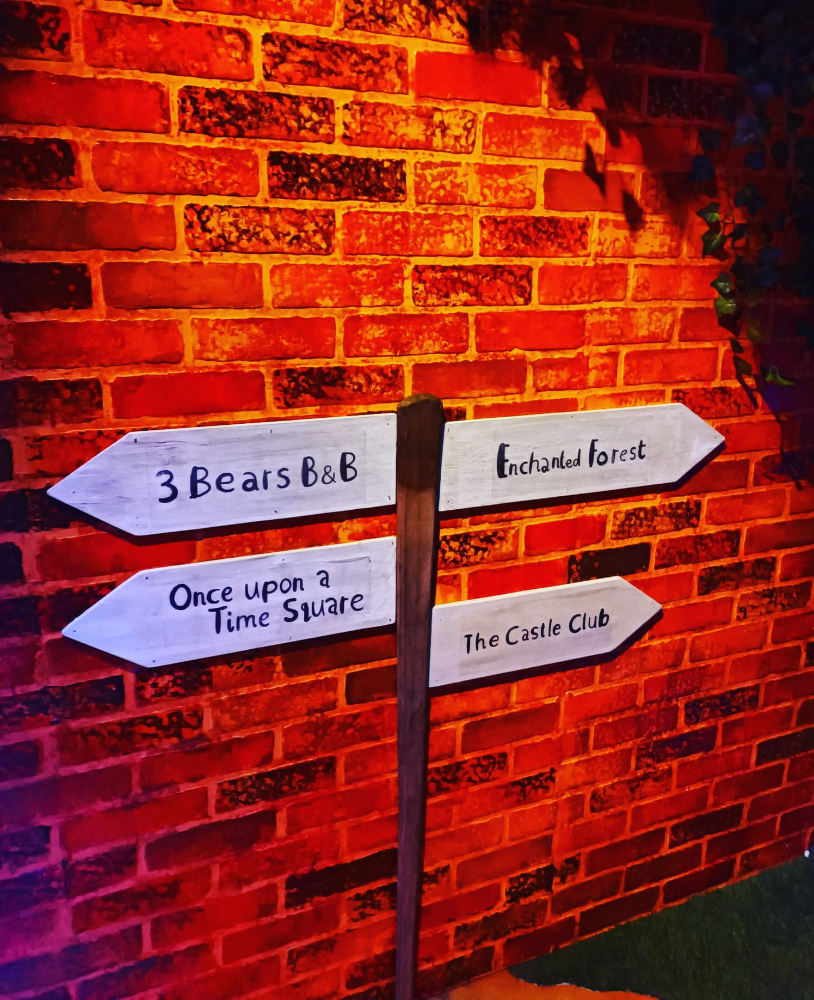 3 Bears B&B
Enchanted Forest
Once upon a
Time Square
The Castle Club